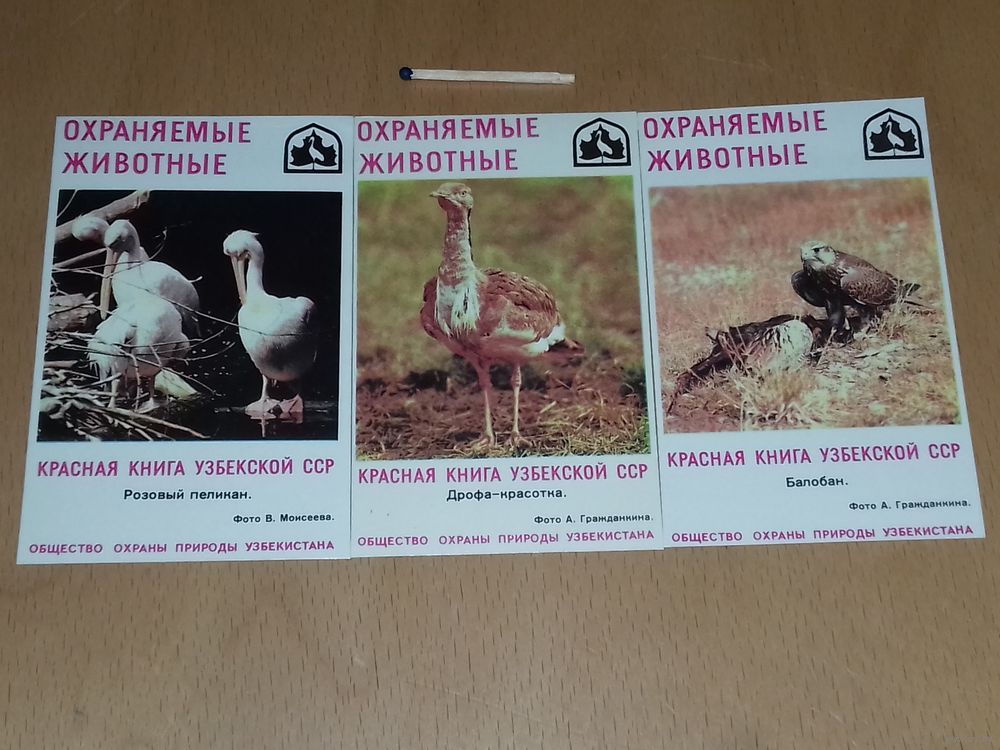 ОХРАНЯЕМЫЕ
ЖИВОТНЫЕ
КРАСНАЯ КНИГА УЗБЕКСКОЙ ССР
Розовый пеликан.
Фото В. Моисеева.
ОБЩЕСТВО ОХРАНЫ ПРИРОДЫ УЗБЕКИСТАНА
ОХРАНЯЕМЫЕ
ЖИВОТНЫЕ
КРАСНАЯ КНИГА УЗБЕКСКОЙ ССР
Дрофа-красотка.
Фото А. Гражданкина.
ОБЩЕСТВО ОХРАНЫ ПРИРОДЫ УЗБЕКИСТАНА
ОХРАНЯЕМЫЕ
ЖИВОТНЫЕ
КРАСНАЯ КНИГА УЗБЕКСКОЙ ССР
Балобан.
Фото А. Гражданкина.
ОБЩЕСТВО ОХРАНЫ ПРИРОДЫ УЗБЕКИСТАНА